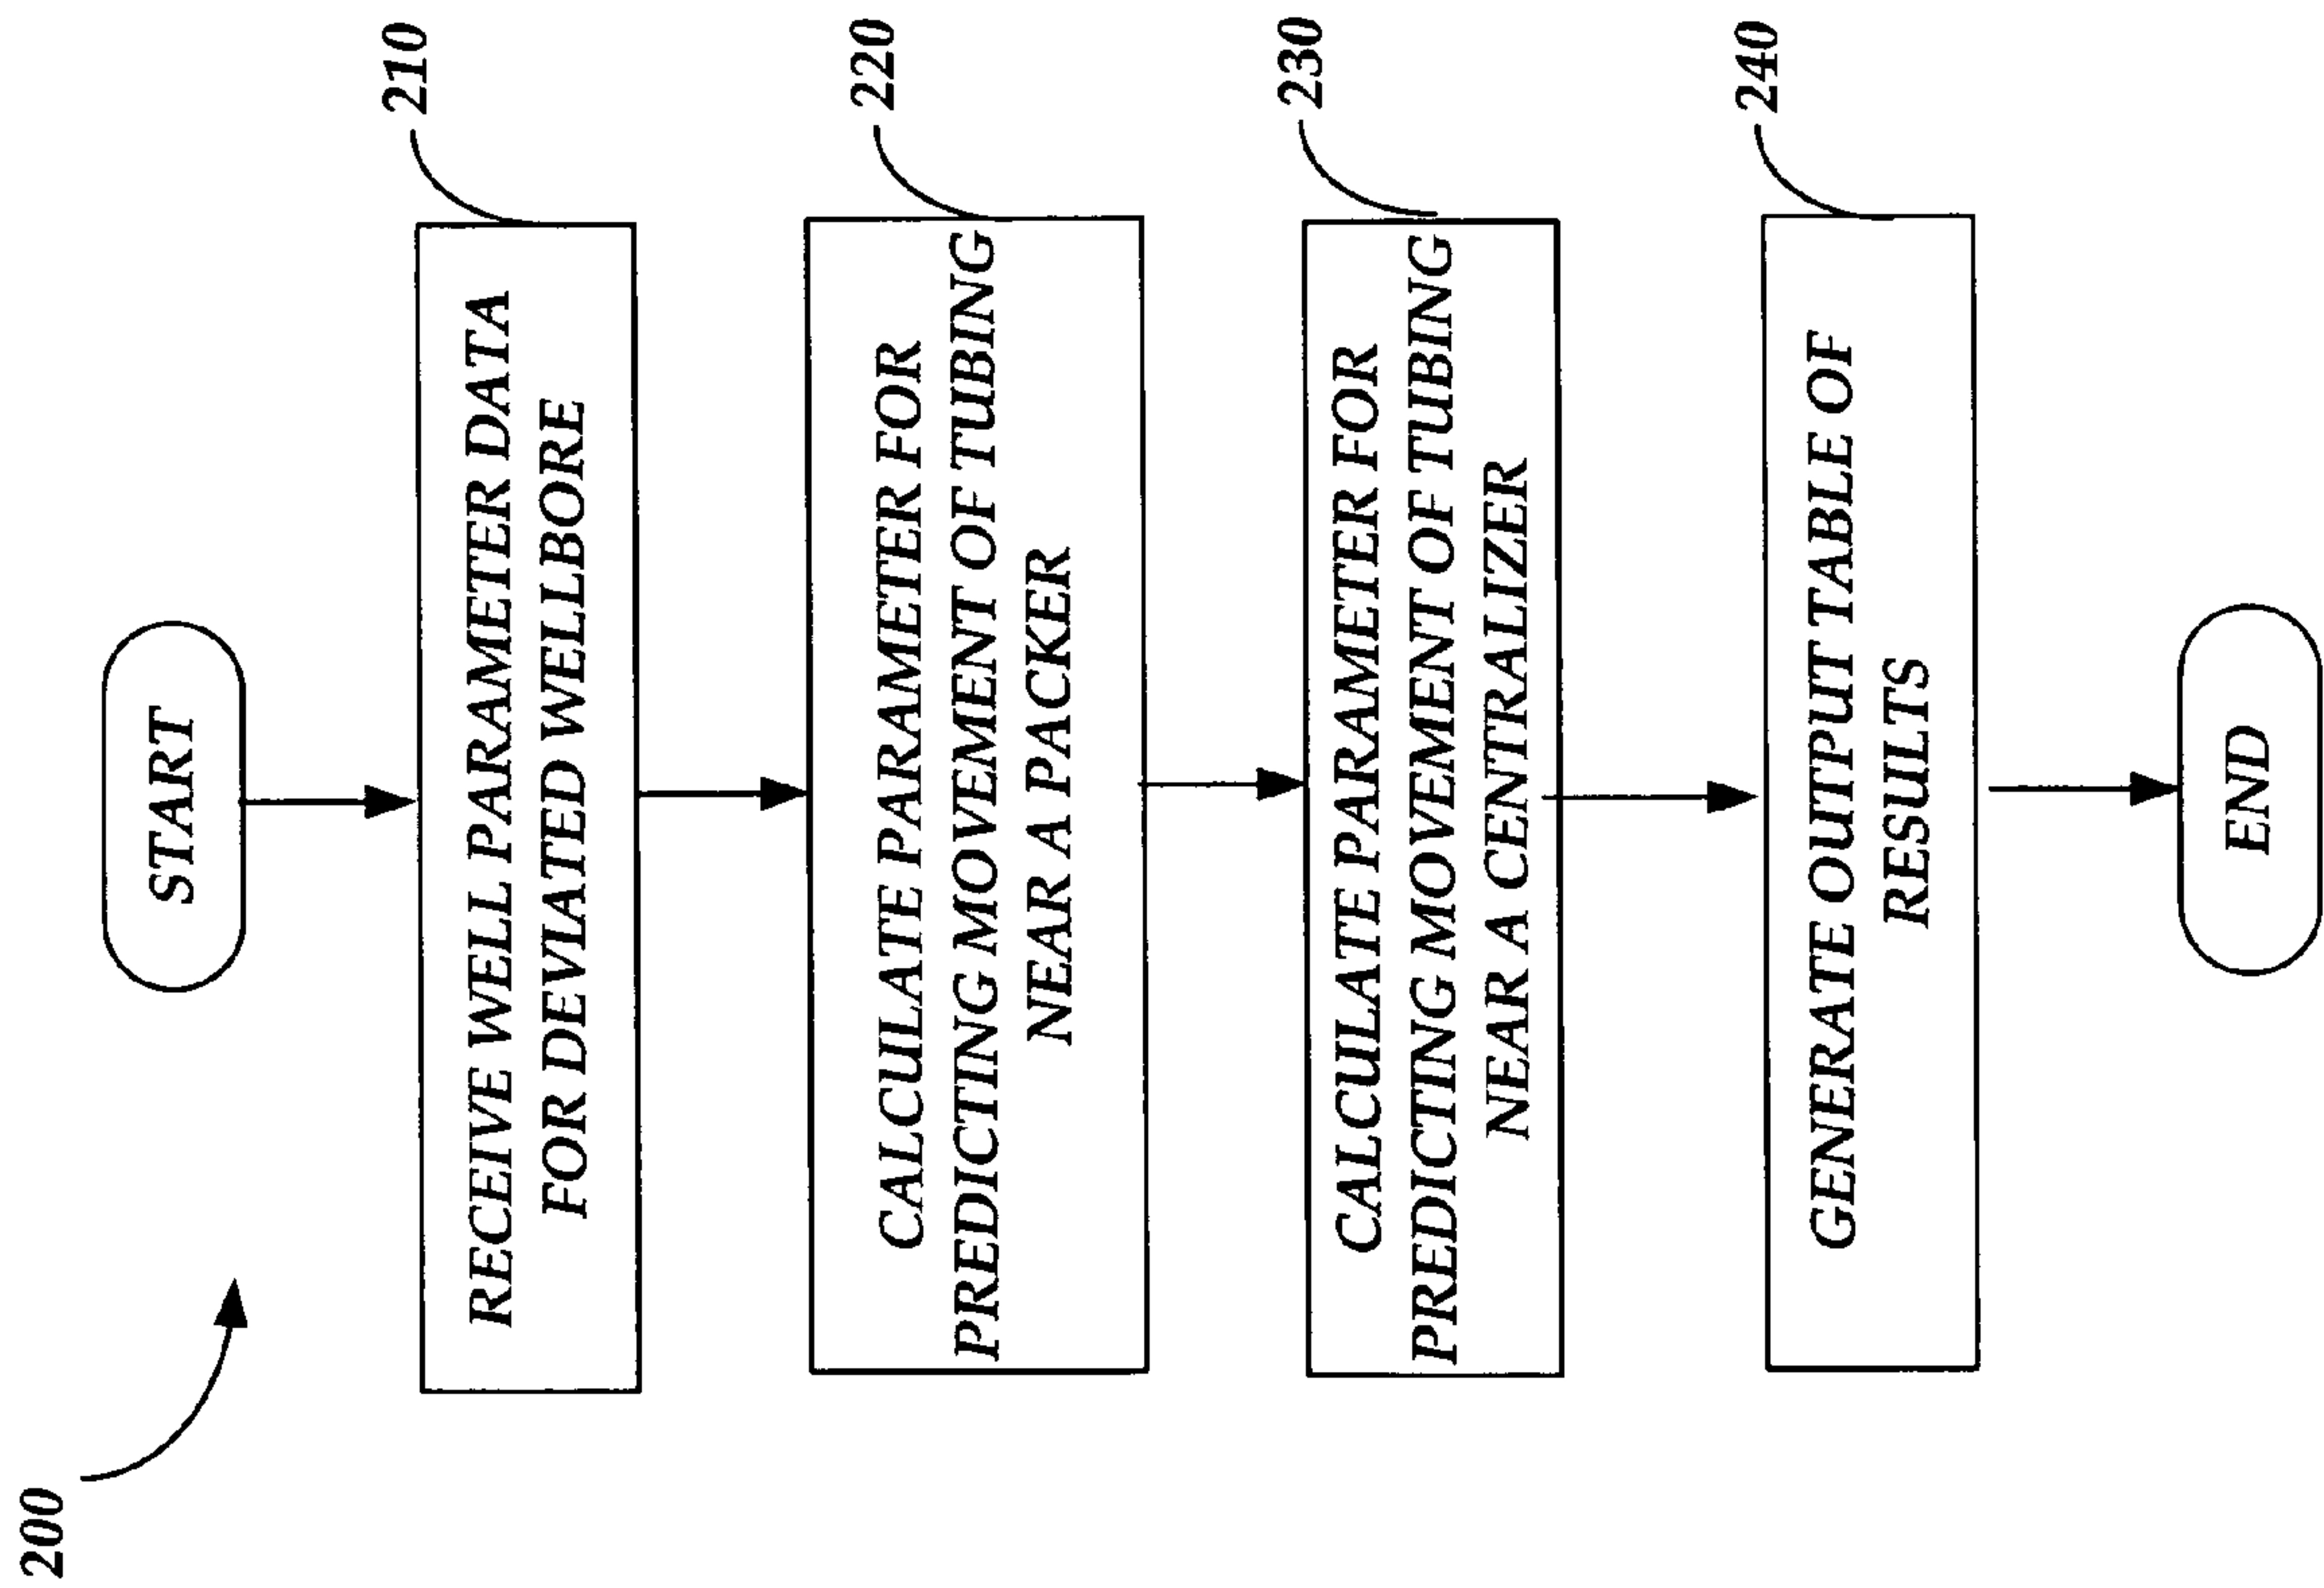 200
START
210
RECEIVE WELL PARAMETER DATA
FOR DEVIATED WELLBORE
220
CALCULATE PARAMETER FOR
PREDICTING MOVEMENT OF TUBING
NEAR A PACKER
230
CALCULATE PARAMETER FOR
PREDICTING MOVEMENT OF TUBING
NEAR A CENTRALIZER
240
GENERATE OUTPUT TABLE OF
RESULTS
END